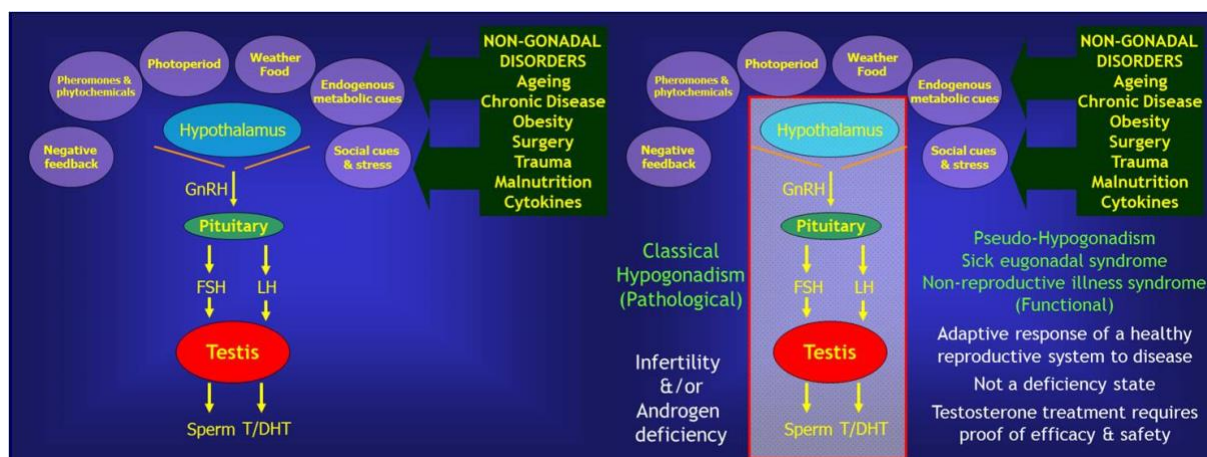 Pheromones &
phytochemicals
Photoperiod
Weather
Food
Endogenous
metabolic cues
Negative
feedback
Hypothalamus
Social cues
& stress
NON-GONADAL
DISORDERS
Ageing
Chronic Disease
Obesity
Surgery
Trauma
Malnutrition
Cytokines
GnRH
Pituitary
FSH LH
Testis
Sperm T/DHT
Pheromones &
phytochemicals
Photoperiod
Weather
Food
Endogenous
metabolic cues
Negative
feedback
Hypothalamus
Social cues
& stress
NON-GONADAL
DISORDERS
Ageing
Chronic Disease
Obesity
Surgery
Trauma
Malnutrition
Cytokines
GnRH
Pituitary
FSH LH
Testis
Sperm T/DHT
Classical
Hypogonadism
(Pathological)
Infertility
&/or
Androgen
deficiency
Pseudo-Hypogonadism
Sick eugonadal syndrome
Non-reproductive illness syndrome
(Functional)
Adaptive response of a healthy
reproductive system to disease
Not a deficiency state
Testosterone treatment requires
proof of efficacy & safety